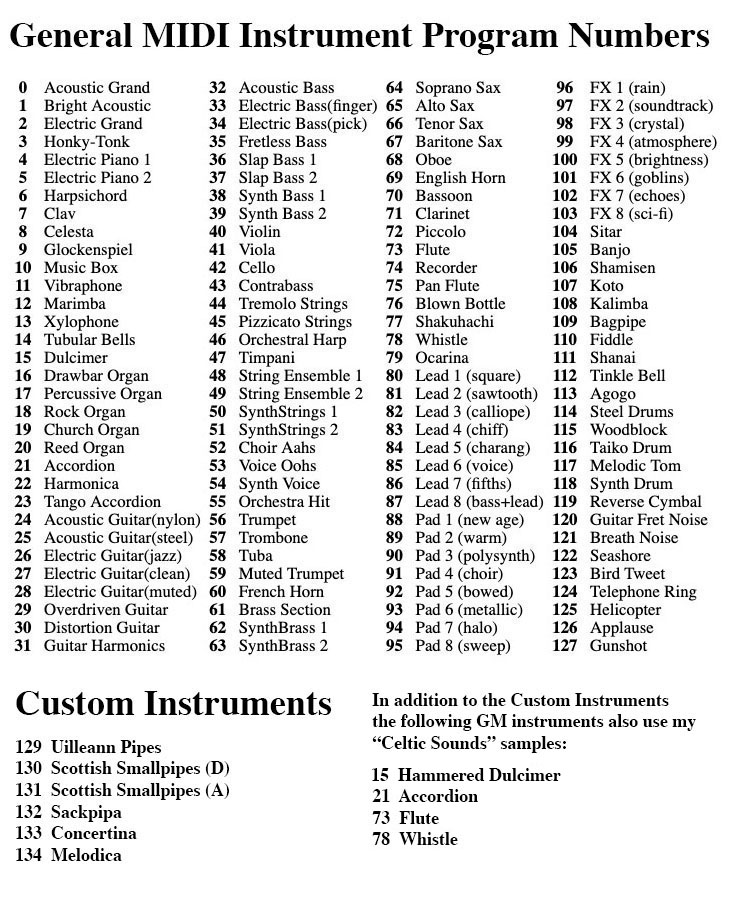 General MIDI Instrument Program Numbers
0 Acoustic Grand
1 Bright Acoustic
2 Electric Grand
3 Honky-Tonk
4 Electric Piano 1
5 Electric Piano 2
6 Harpsichord
7 Clav
8 Celesta
9 Glockenspiel
10 Music Box
11 Vibraphone
12 Marimba
13 Xylophone
14 Tubular Bells
15 Dulcimer
16 Drawbar Organ
17 Percussive Organ
18 Rock Organ
19 Church Organ
20 Reed Organ
21 Accordion
22 Harmonica
23 Tango Accordion
24 Acoustic Guitar(nylon)
25 Acoustic Guitar(steel)
26 Electric Guitar(jazz)
27 Electric Guitar(clean)
28 Electric Guitar(muted)
29 Overdriven Guitar
30 Distortion Guitar
31 Guitar Harmonics
32 Acoustic Bass
33 Electric Bass(finger)
34 Electric Bass(pick)
35 Fretless Bass
36 Slap Bass 1
37 Slap Bass 2
38 Synth Bass 1
39 Synth Bass 2
40 Violin
41 Viola
42 Cello
43 Contrabass
44 Tremolo Strings
45 Pizzicato Strings
46 Orchestral Harp
47 Timpani
48 String Ensemble 1
49 String Ensemble 2
50 SynthStrings 1
51 SynthStrings 2
52 Choir Aahs
53 Voice Oohs
54 Synth Voice
55 Orchestra Hit
56 Trumpet
57 Trombone
58 Tuba
59 Muted Trumpet
60 French Horn
61 Brass Section
62 SynthBrass 1
63 SynthBrass 2
64 Soprano Sax
65 Alto Sax
66 Tenor Sax
67 Baritone Sax
68 Oboe
69 English Horn
70 Bassoon
71 Clarinet
72 Piccolo
73 Flute
74 Recorder
75 Pan Flute
76 Blown Bottle
77 Shakuhachi
78 Whistle
79 Ocarina
80 Lead 1 (square)
81 Lead 2 (sawtooth)
82 Lead 3 (calliope)
83 Lead 4 (chiff)
84 Lead 5 (charang)
85 Lead 6 (voice)
86 Lead 7 (fifths)
87 Lead 8 (bass+lead)
88 Pad 1 (new age)
89 Pad 2 (warm)
90 Pad 3 (polysynth)
91 Pad 4 (choir)
92 Pad 5 (bowed)
93 Pad 6 (metallic)
94 Pad 7 (halo)
95 Pad 8 (sweep)
96 FX 1 (rain)
97 FX 2 (soundtrack)
98 FX 3 (crystal)
99 FX 4 (atmosphere)
100 FX 5 (brightness)
101 FX 6 (goblins)
102 FX 7 (echoes)
103 FX 8 (sci-fi)
104 Sitar
105 Banjo
106 Shamisen
107 Koto
108 Kalimba
109 Bagpipe
110 Fiddle
111 Shanai
112 Tinkle Bell
113 Agogo
114 Steel Drums
115 Woodblock
116 Taiko Drum
117 Melodic Tom
118 Synth Drum
119 Reverse Cymbal
120 Guitar Fret Noise
121 Breath Noise
122 Seashore
123 Bird Tweet
124 Telephone Ring
125 Helicopter
126 Applause
127 Gunshot
Custom Instruments
129 Uilleann Pipes
130 Scottish Smallpipes (D)
131 Scottish Smallpipes (A)
132 Sackpipa
133 Concertina
134 Melodica
In addition to the Custom Instruments
the following GM instruments also use my
“Celtic Sounds” samples:
15 Hammered Dulcimer
21 Accordion
73 Flute
78 Whistle